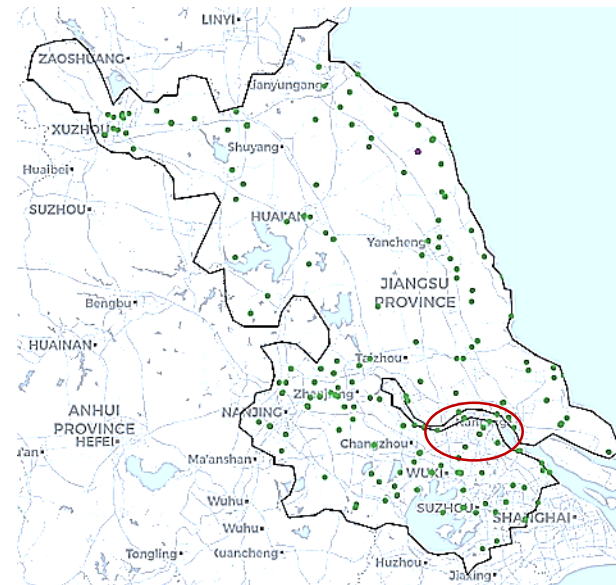 LINYI
ZAOSHUANG
Lianyungang
XUZHOU
Shuyang
Huaibei
SUZHOU
HUAI'AN
Yancheng
JIANGSU
PROVINCE
Bengbu
HUAINAN
Taizhou
Zhenjiang
ANHUI
PROVINCE
NANJING
HEFEI
Changzhou
Ma'anshan
WUXI
Wuhu
SUZHOU
SHANGHAI
Wuhu
Tongling
Xuancheng
Huzhou
Jiaxing